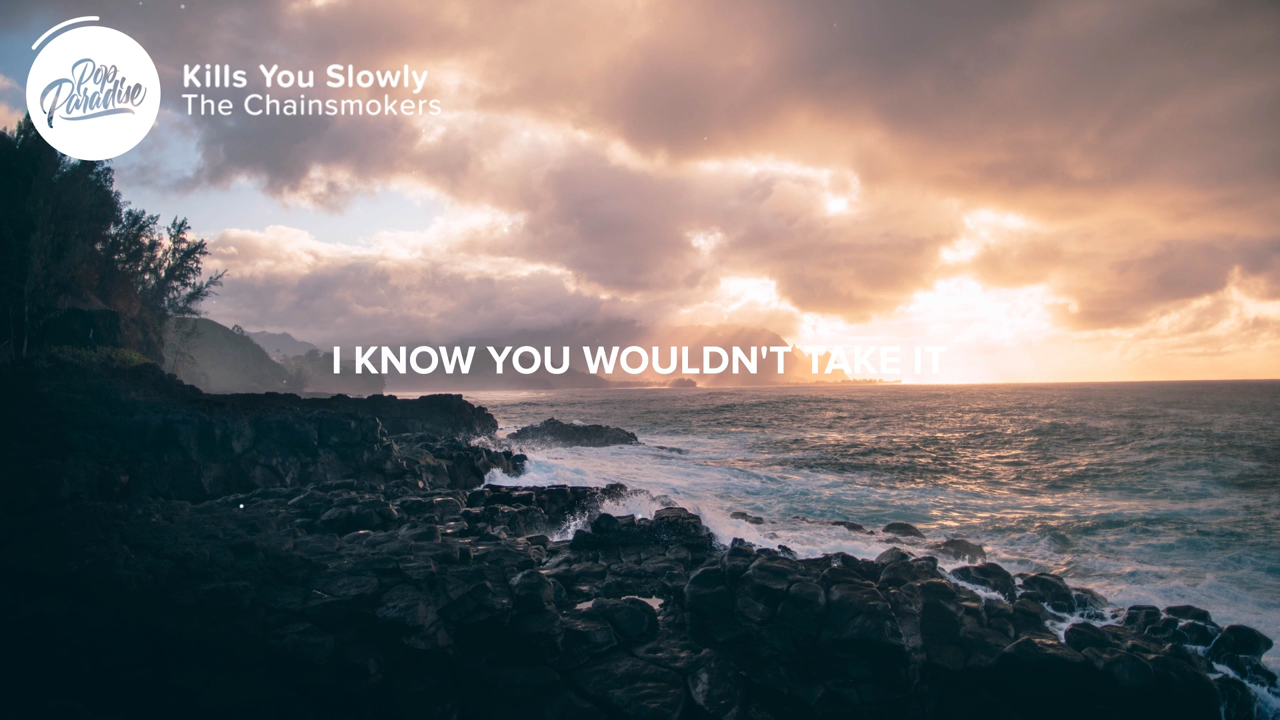 Pop
Paradise
Kills You Slowly
The Chainsmokers
I KNOW YOU WOULDN'T TAKE IT